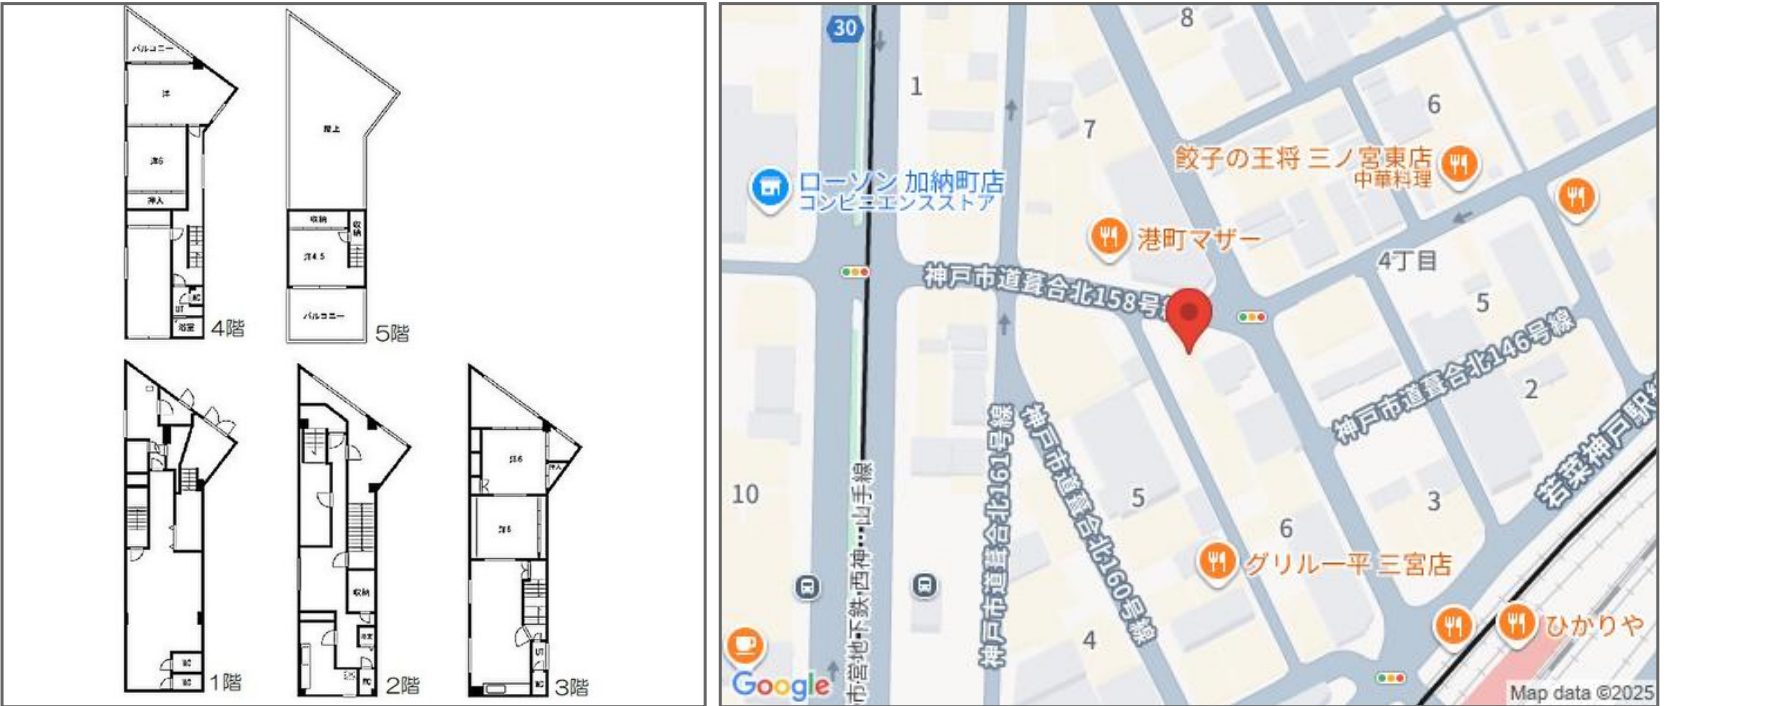 バルコニー
洋
洋6
押入
UT
WC
浴室
4階
屋上
収納
収納
洋4.5
バルコニー
5階
WC
WC
1階
収納
浴室
WC
2階
洋6
押入
洋6
UT
WC
3階
30
1
8
7
6
餃子の王将 三ノ宮東店
中華料理
ローソン 加納町店
コンビニエンスストア
港町マザー
4丁目
神戸市道葺合北158号
5
神戸市道葺合北146号線
2
若菜神戸駅
神戸市道葺合北161号線
神戸市道葺合北160号線
市営地下鉄西神…山手線
10
5
6
3
グリル一平 三宮店
4
ひかりや
Google
Map data ©2025